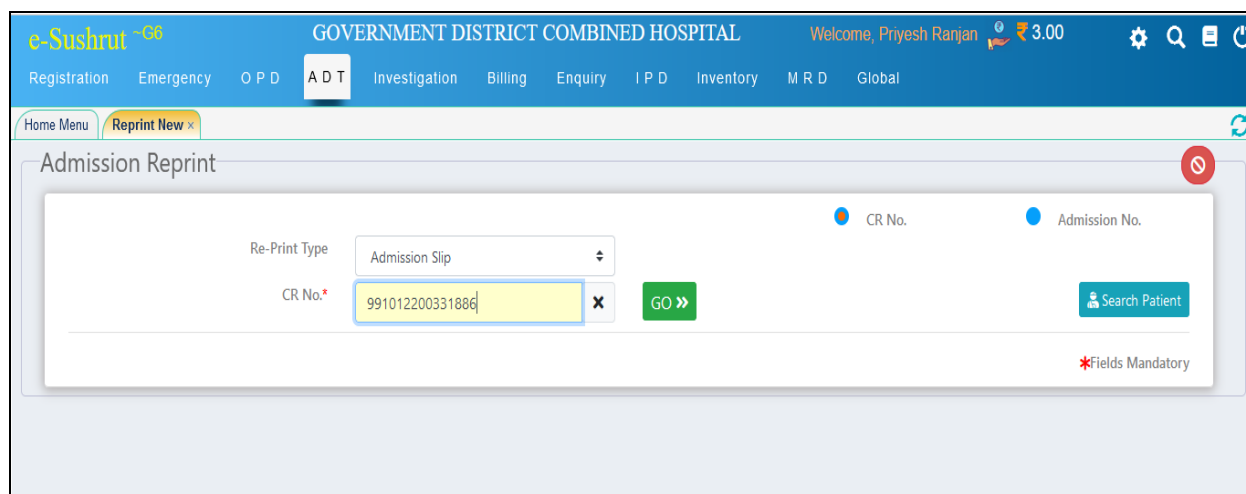 e-Sushrut ~G6 GOVERNMENT DISTRICT COMBINED HOSPITAL Welcome, Priyesh Ranjan ₹ 3.00
Registration Emergency O P D A D T Investigation Billing Enquiry I P D Inventory M R D Global
Home Menu Reprint New ×
Admission Reprint
CR No. Admission No.
Re-Print Type Admission Slip
CR No.* 991012200331886 GO Search Patient
*Fields Mandatory